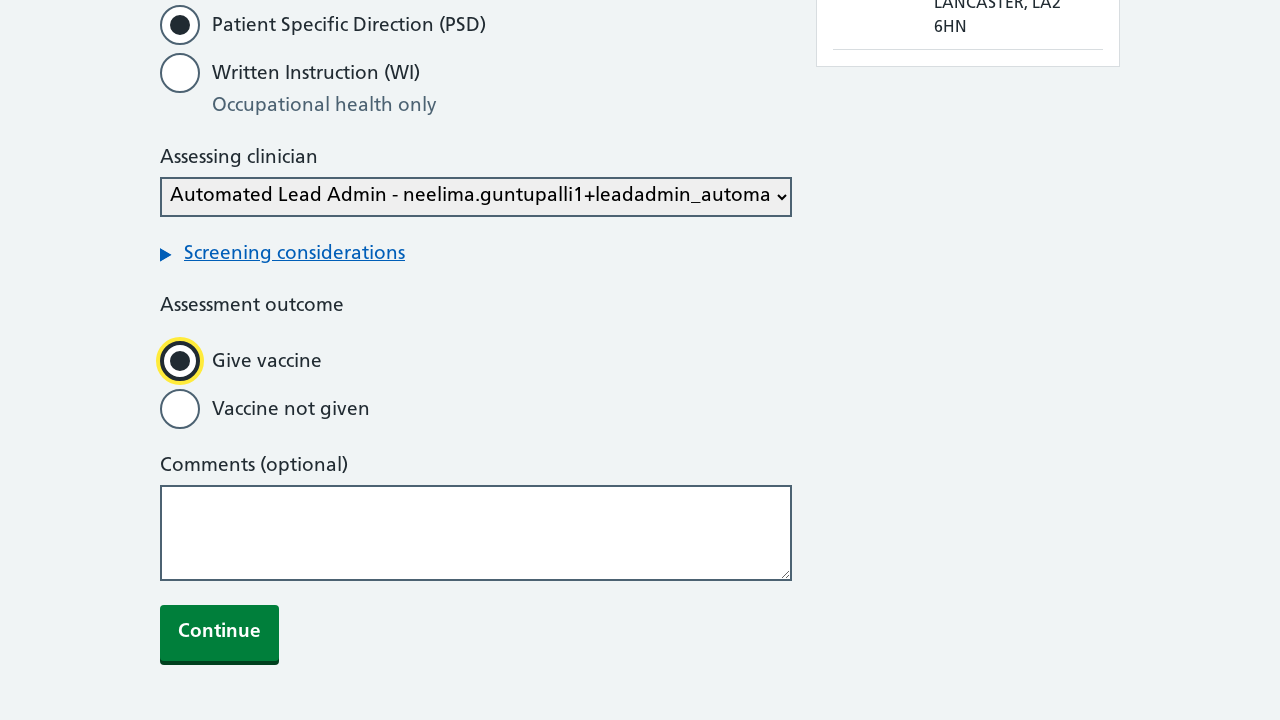 Patient Specific Direction (PSD)
LANCASTER, LA2
6HN
Written Instruction (WI)
Occupational health only
Assessing clinician
Automated Lead Admin - neelima.guntupalli1+leadadmin_automa
Screening considerations
Assessment outcome
Give vaccine
Vaccine not given
Comments (optional)
Continue